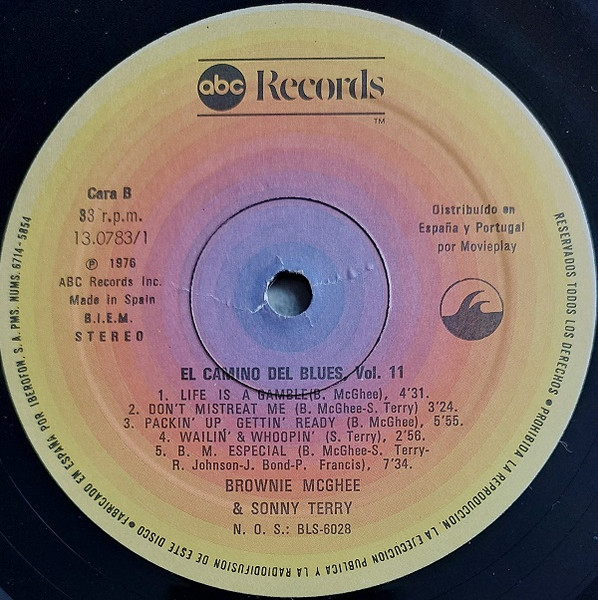 abc Records
TM
Cara B
33 r.p.m.
13.0783/1
℗ 1976
ABC Records Inc.
Made in Spain
B.I.E.M.
STEREO
Distribuído en
España y Portugal
por Movieplay
EL CAMINO DEL BLUES, Vol. 11
1. LIFE IS A GAMBLE(B. McGhee), 4'31.
2. DON'T MISTREAT ME (B. McGhee-S. Terry) 3'24.
3. PACKIN' UP GETTIN' READY (B. McGhee), 5'55.
4. WAILIN' & WHOOPIN' (S. Terry), 2'56.
5. B. M. ESPECIAL (B. McGhee-S. Terry-
R. Johnson-J. Bond-P. Francis), 7'34.
BROWNIE MCGHEE
& SONNY TERRY
N. O. S.: BLS-6028
RESERVADOS TODOS LOS DERECHOS • PROHIBIDA LA REPRODUCCION, LA EJECUCION PUBLICA Y LA RADIODIFUSION DE ESTE DISCO • FABRICADO EN ESPAÑA POR IBEROFON, S. A. PMS. NUMS. 6714 - 5854